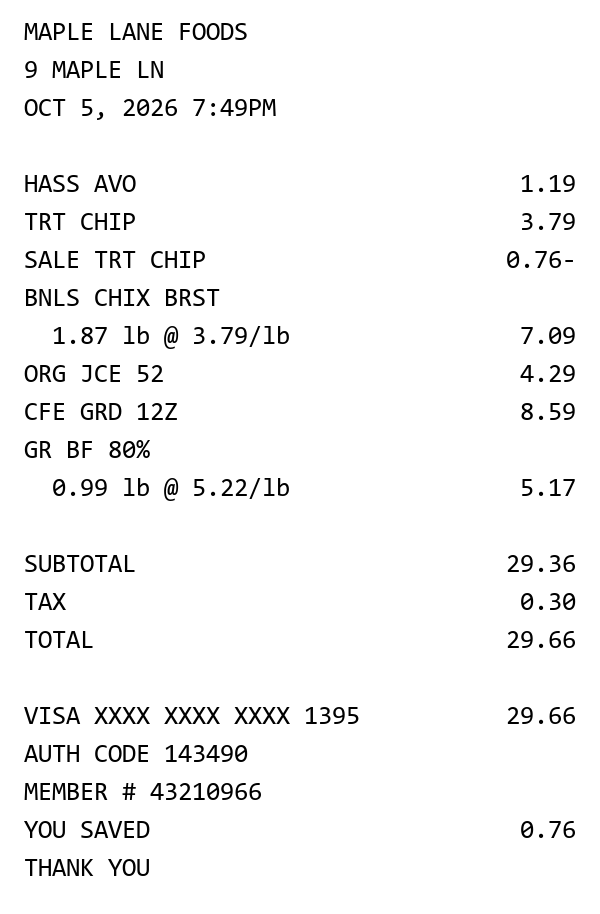 MAPLE LANE FOODS
9 MAPLE LN
OCT 5, 2026 7:49PM
HASS AVO 1.19
TRT CHIP 3.79
SALE TRT CHIP 0.76-
BNLS CHIX BRST
1.87 lb @ 3.79/lb 7.09
ORG JCE 52 4.29
CFE GRD 12Z 8.59
GR BF 80%
0.99 lb @ 5.22/lb 5.17
SUBTOTAL 29.36
TAX 0.30
TOTAL 29.66
VISA XXXX XXXX XXXX 1395 29.66
AUTH CODE 143490
MEMBER # 43210966
YOU SAVED 0.76
THANK YOU